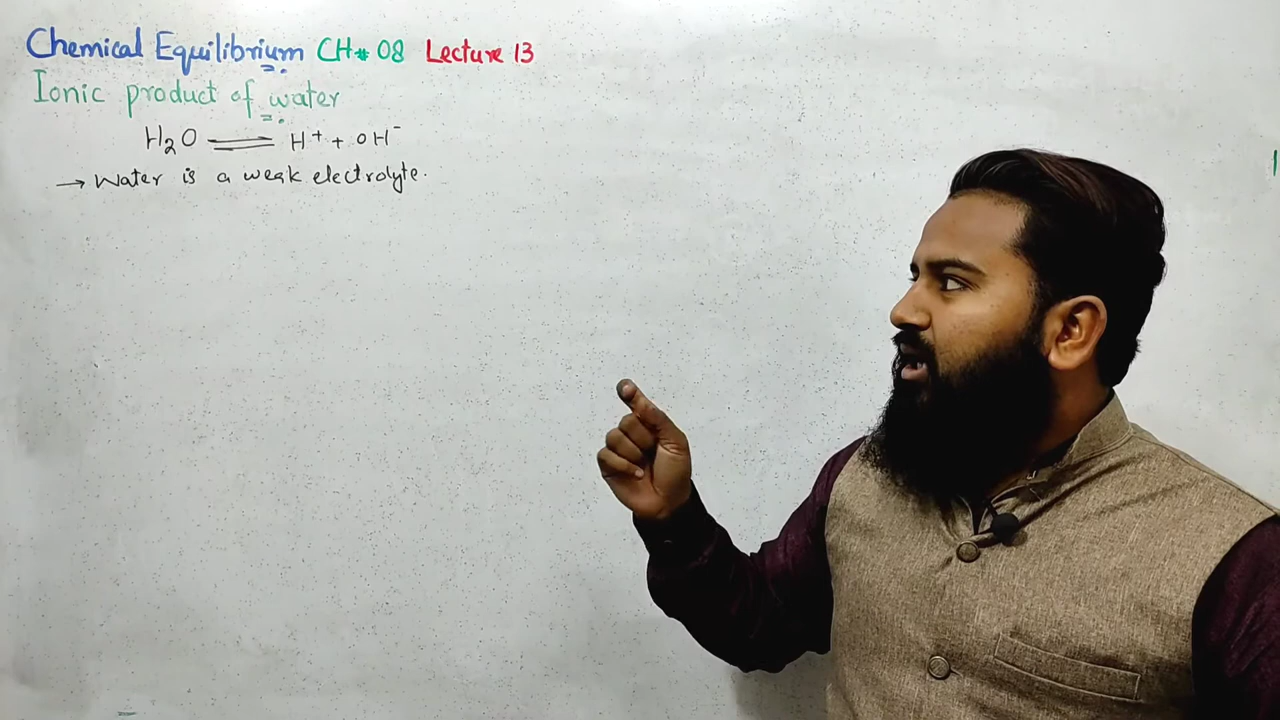 Chemical Equilibrium CH# 08 Lecture 13
Ionic product of water
H₂O ⇌ H⁺ + OH⁻
→ Water is a weak electrolyte.